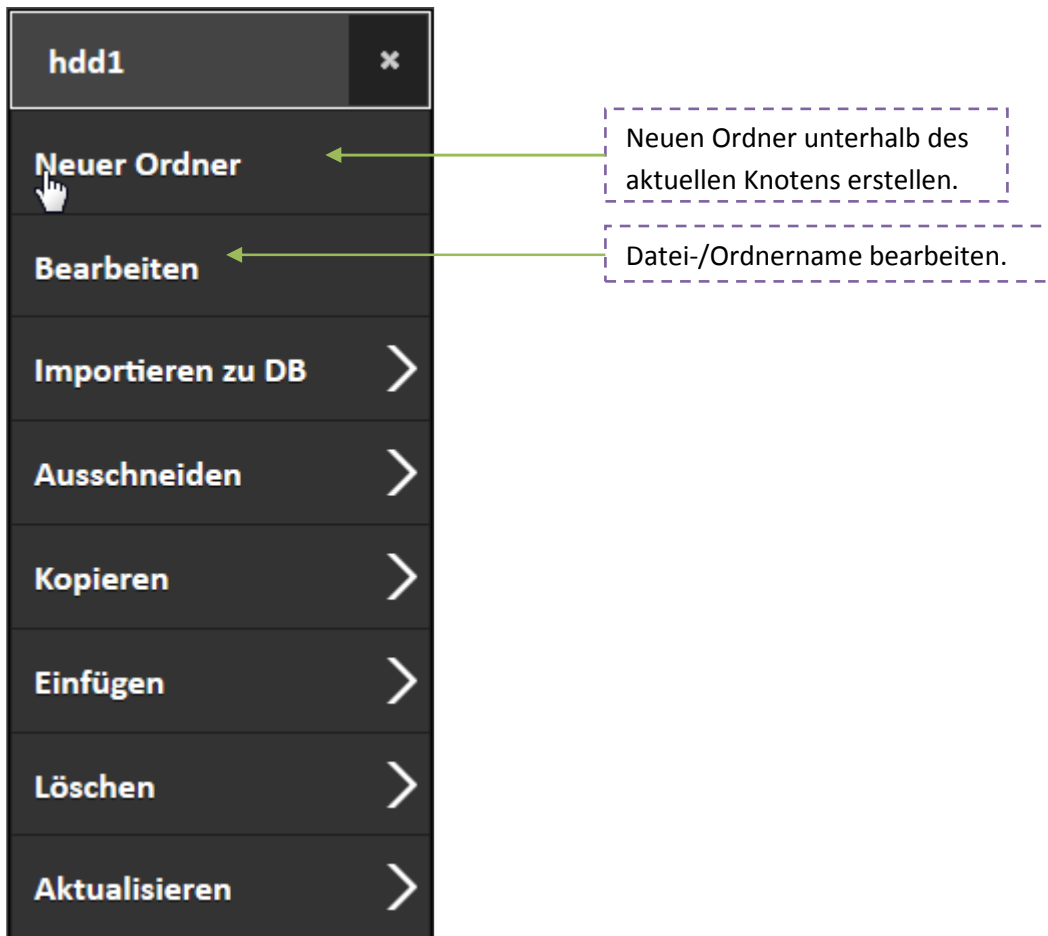 hdd1
Neuer Ordner
Neuen Ordner unterhalb des
aktuellen Knotens erstellen.
Bearbeiten
Datei-/Ordnername bearbeiten.
Importieren zu DB
Ausschneiden
Kopieren
Einfügen
Löschen
Aktualisieren